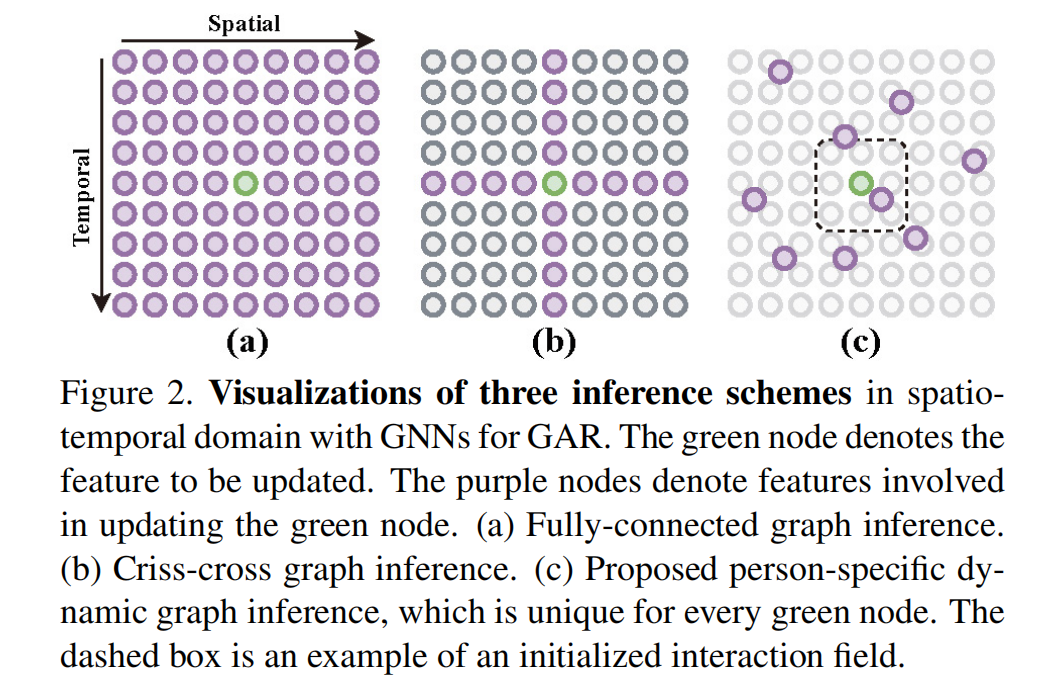 Spatial
Temporal
(a)
(b)
(c)
Figure 2. Visualizations of three inference schemes in spatio-
temporal domain with GNNs for GAR. The green node denotes the
feature to be updated. The purple nodes denote features involved
in updating the green node. (a) Fully-connected graph inference.
(b) Criss-cross graph inference. (c) Proposed person-specific dy-
namic graph inference, which is unique for every green node. The
dashed box is an example of an initialized interaction field.